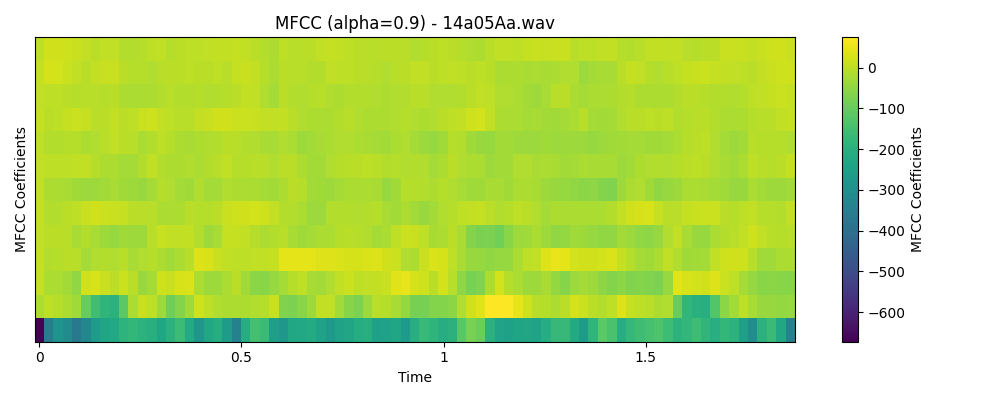 MFCC (alpha=0.9) - 14a05Aa.wav
MFCC Coefficients
0
0.5
1
1.5
Time
0
−100
−200
−300
−400
−500
−600
MFCC Coefficients